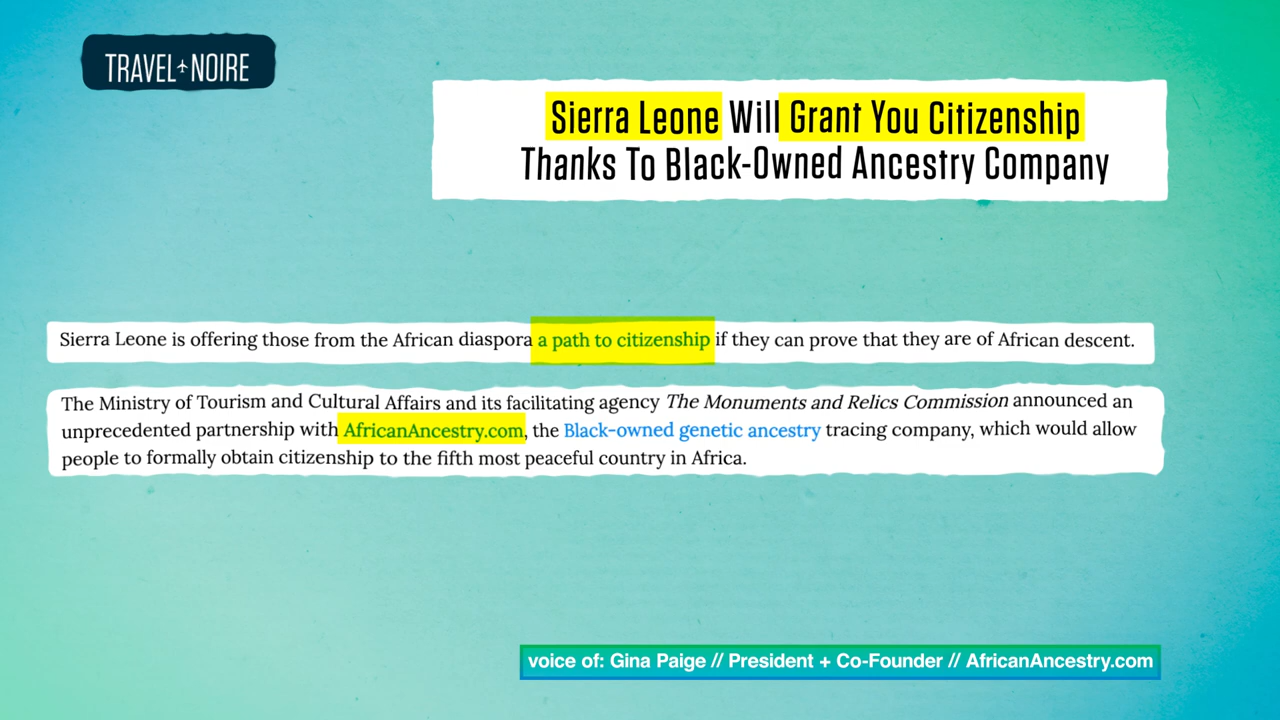 TRAVEL NOIRE
Sierra Leone Will Grant You Citizenship
Thanks To Black-Owned Ancestry Company
Sierra Leone is offering those from the African diaspora a path to citizenship if they can prove that they are of African descent.
The Ministry of Tourism and Cultural Affairs and its facilitating agency The Monuments and Relics Commission announced an
unprecedented partnership with AfricanAncestry.com, the Black-owned genetic ancestry tracing company, which would allow
people to formally obtain citizenship to the fifth most peaceful country in Africa.
voice of: Gina Paige // President + Co-Founder // AfricanAncestry.com